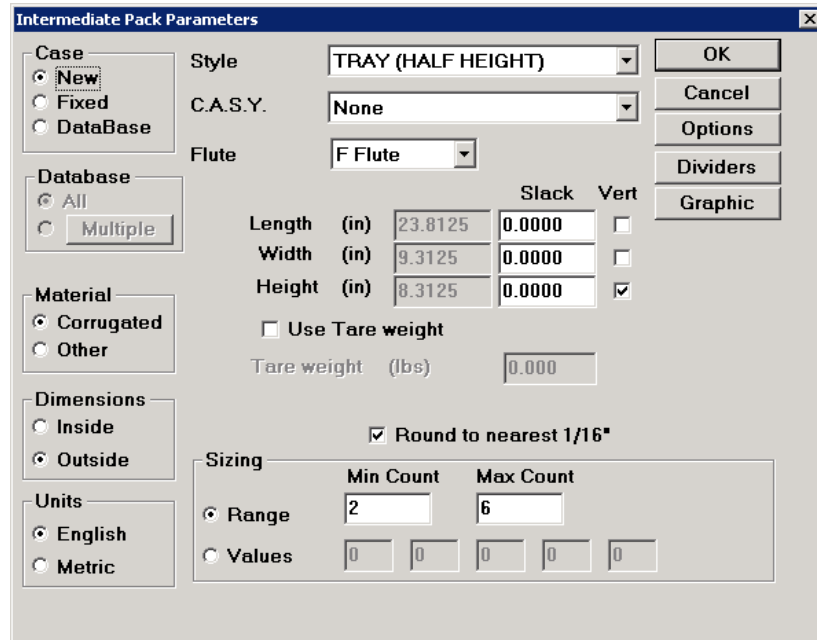 Intermediate Pack Parameters
Case
New
Fixed
DataBase
Database
All
Multiple
Material
Corrugated
Other
Dimensions
Inside
Outside
Units
English
Metric
Style TRAY (HALF HEIGHT)
C.A.S.Y. None
Flute F Flute
Slack Vert
Length (in) 23.8125 0.0000
Width (in) 9.3125 0.0000
Height (in) 8.3125 0.0000
Use Tare weight
Tare weight (lbs) 0.000
Round to nearest 1/16"
Sizing
Min Count Max Count
Range 2 6
Values 0 0 0 0 0
OK
Cancel
Options
Dividers
Graphic